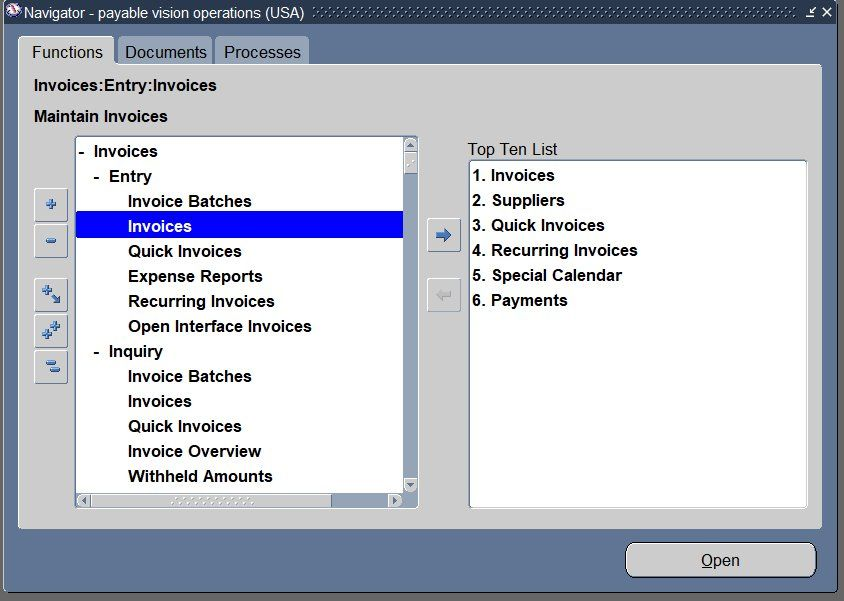 Navigator - payable vision operations (USA)
Functions
Documents
Processes
Invoices:Entry:Invoices
Maintain Invoices
- Invoices
- Entry
Invoice Batches
Invoices
Quick Invoices
Expense Reports
Recurring Invoices
Open Interface Invoices
- Inquiry
Invoice Batches
Invoices
Quick Invoices
Invoice Overview
Withheld Amounts
Top Ten List
1. Invoices
2. Suppliers
3. Quick Invoices
4. Recurring Invoices
5. Special Calendar
6. Payments
Open